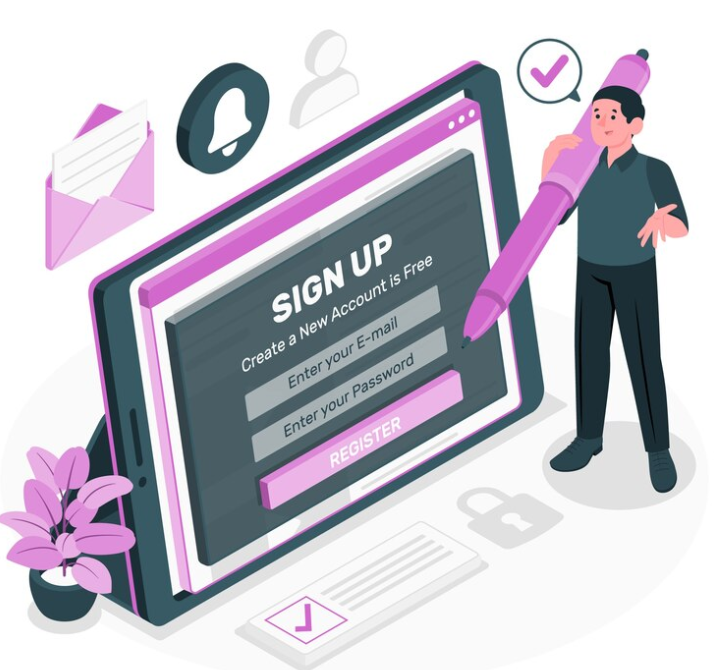 SIGN UP
Create a New Account is Free
Enter your E-mail
Enter your Password
REGISTER